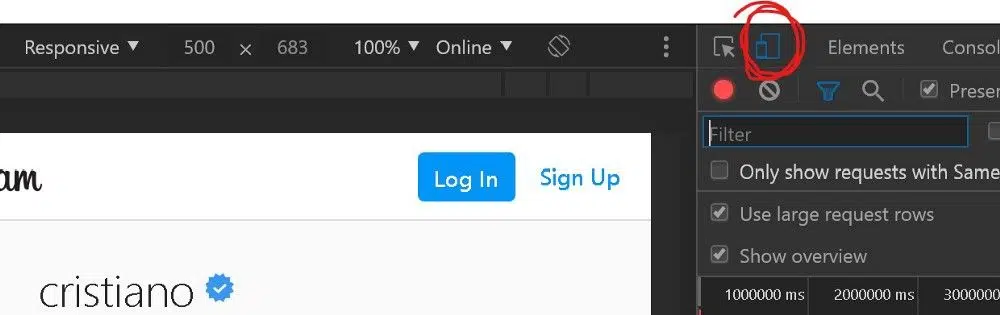 Responsive 500 × 683 100% Online
Elements Consol
Preser
Filter
am
Log In Sign Up
Only show requests with Same
Use large request rows
Show overview
cristiano
1000000 ms 2000000 ms 3000000